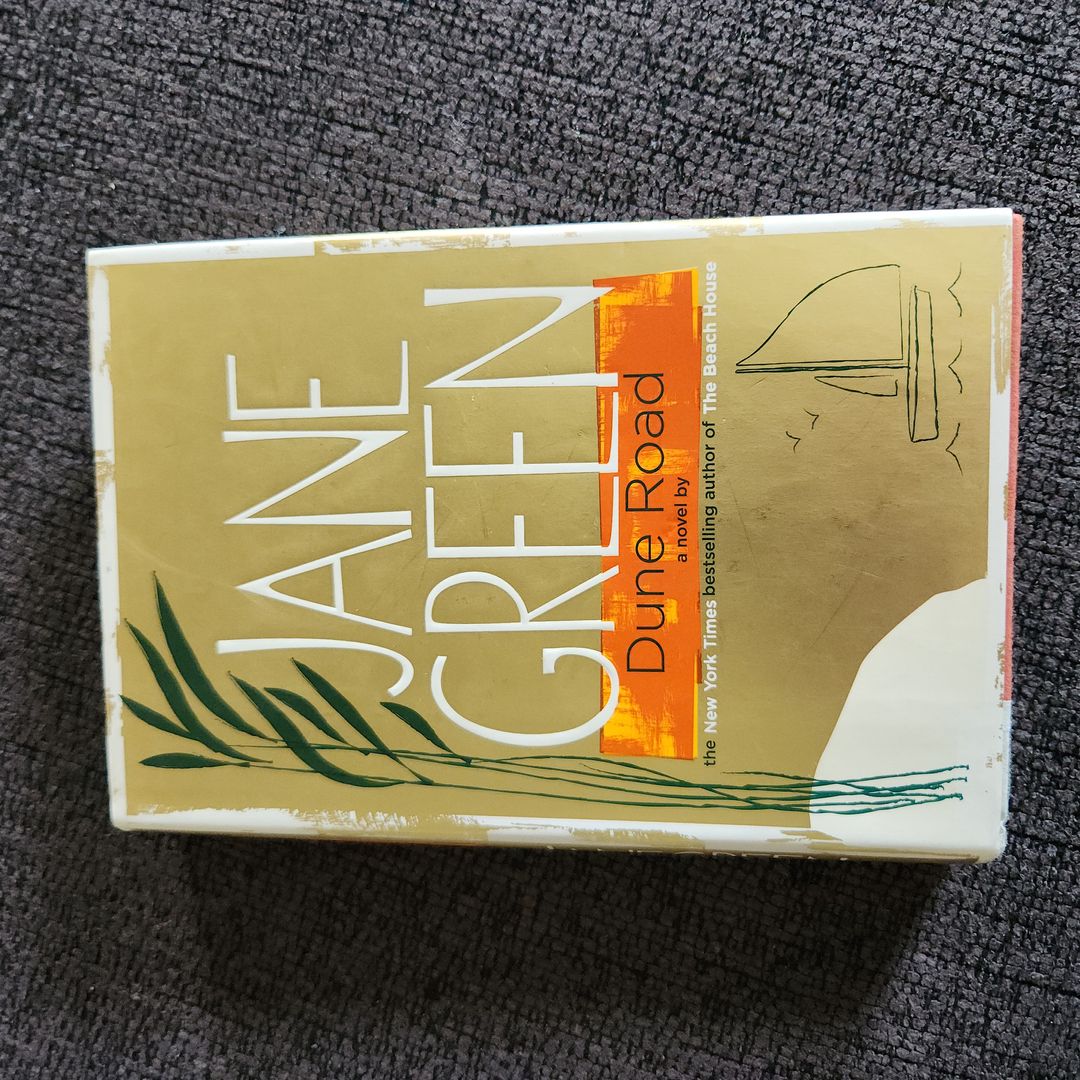 JANE
GREEN
Dune Road
a novel by
the New York Times bestselling author of The Beach House